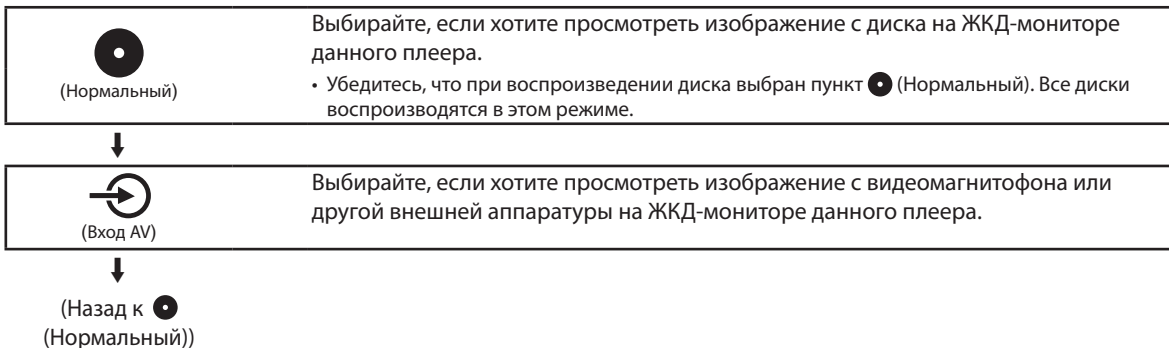 Выбирайте, если хотите просмотреть изображение с диска на ЖКД-мониторе
данного плеера.
(Нормальный)
• Убедитесь, что при воспроизведении диска выбран пункт (Нормальный). Все диски
воспроизводятся в этом режиме.
Выбирайте, если хотите просмотреть изображение с видеомагнитофона или
другой внешней аппаратуры на ЖКД-мониторе данного плеера.
(Вход AV)
(Назад к
(Нормальный))